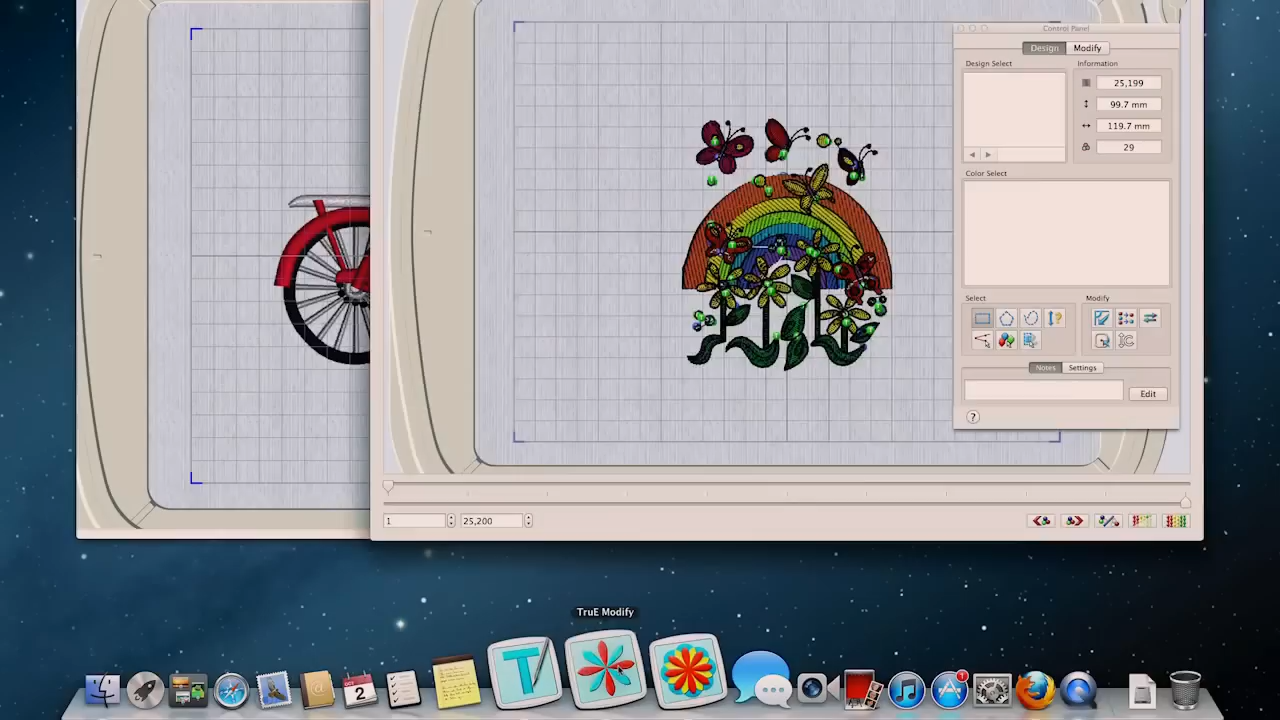 Control Panel
Design Modify
Design Select
Information
25,199
99.7 mm
119.7 mm
29
Color Select
Select
Modify
Notes Settings
Edit
?
1
25,200
TruE Modify
T
2
1